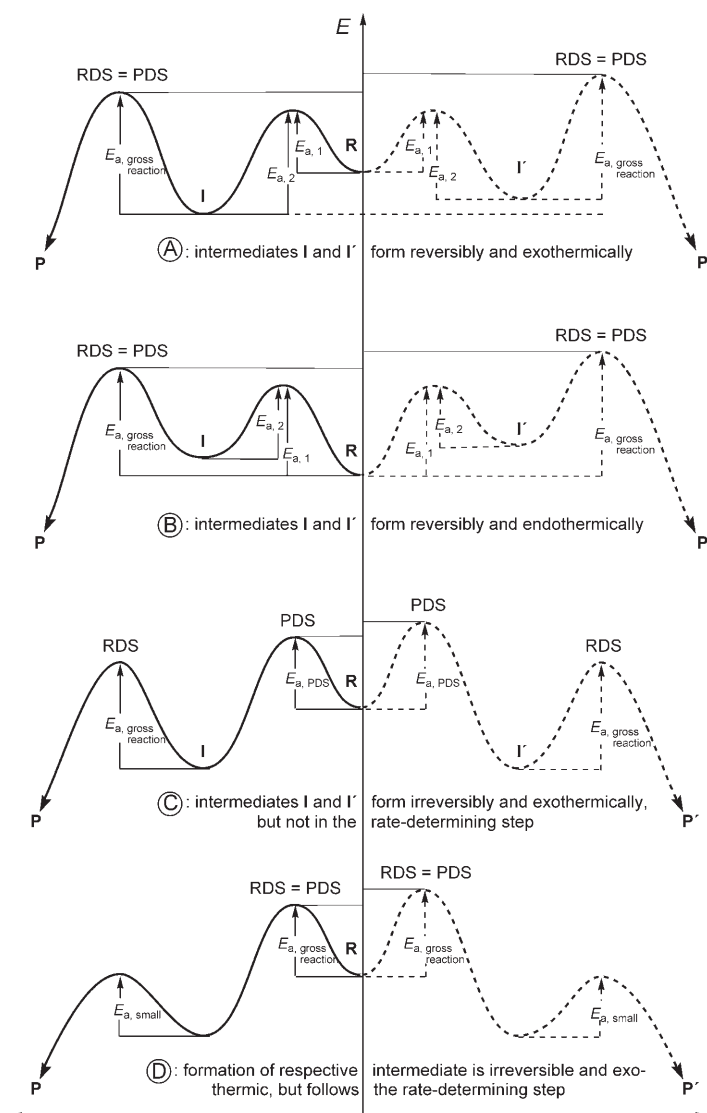 E
RDS = PDS
RDS = PDS
R
Ea, 1
Ea, 1
Ea, gross reaction
Ea, 2
Ea, 2
Ea, gross reaction
I
I´
P
P
A: intermediates I and I´ form reversibly and exothermically
RDS = PDS
RDS = PDS
Ea, gross reaction
I
Ea, 2
Ea, 2
I´
Ea, gross reaction
R
Ea, 1
Ea, 1
P
P
B: intermediates I and I´ form reversibly and endothermically
PDS
PDS
RDS
RDS
R
Ea, PDS
Ea, PDS
Ea, gross reaction
Ea, gross reaction
I
I´
P
P´
C: intermediates I and I´ form irreversibly and exothermically,
but not in the rate-determining step
RDS = PDS
RDS = PDS
Ea, gross reaction
R
Ea, gross reaction
Ea, small
Ea, small
P
P´
D: formation of respective intermediate is irreversible and exo-
thermic, but follows the rate-determining step